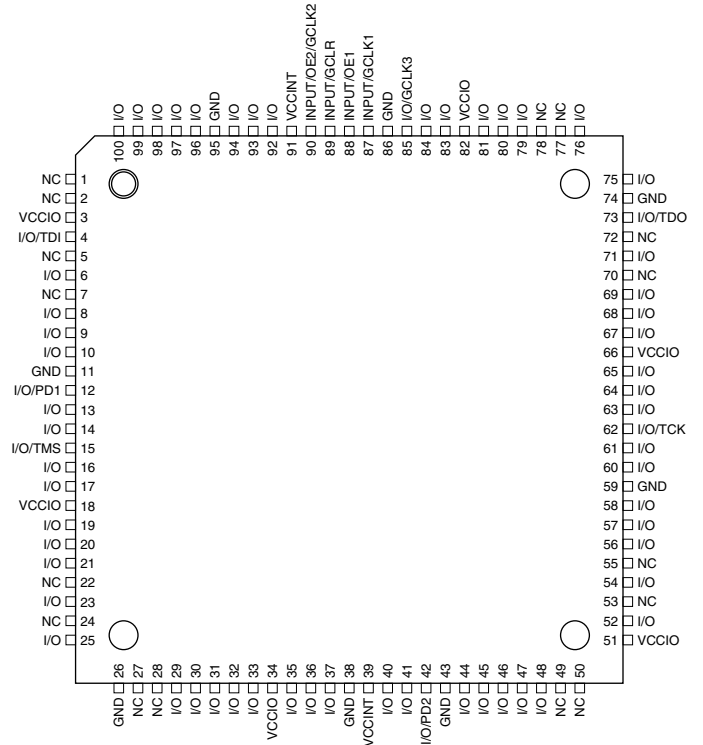 I/O 100
I/O 99
I/O 98
I/O 97
I/O 96
GND 95
I/O 94
I/O 93
I/O 92
VCCINT 91
INPUT/OE2/GCLK2 90
INPUT/GCLR 89
INPUT/OE1 88
INPUT/GCLK1 87
GND 86
I/O/GCLK3 85
I/O 84
I/O 83
VCCIO 82
I/O 81
I/O 80
I/O 79
NC 78
NC 77
I/O 76
NC 1
NC 2
VCCIO 3
I/O/TDI 4
NC 5
I/O 6
NC 7
I/O 8
I/O 9
I/O 10
GND 11
I/O/PD1 12
I/O 13
I/O 14
I/O/TMS 15
I/O 16
I/O 17
VCCIO 18
I/O 19
I/O 20
I/O 21
NC 22
I/O 23
NC 24
I/O 25
75 I/O
74 GND
73 I/O/TDO
72 NC
71 I/O
70 NC
69 I/O
68 I/O
67 I/O
66 VCCIO
65 I/O
64 I/O
63 I/O
62 I/O/TCK
61 I/O
60 I/O
59 GND
58 I/O
57 I/O
56 I/O
55 NC
54 I/O
53 NC
52 I/O
51 VCCIO
GND 26
NC 27
NC 28
I/O 29
I/O 30
I/O 31
I/O 32
I/O 33
VCCIO 34
I/O 35
I/O 36
I/O 37
GND 38
VCCINT 39
I/O 40
I/O 41
I/O/PD2 42
GND 43
I/O 44
I/O 45
I/O 46
I/O 47
I/O 48
NC 49
NC 50